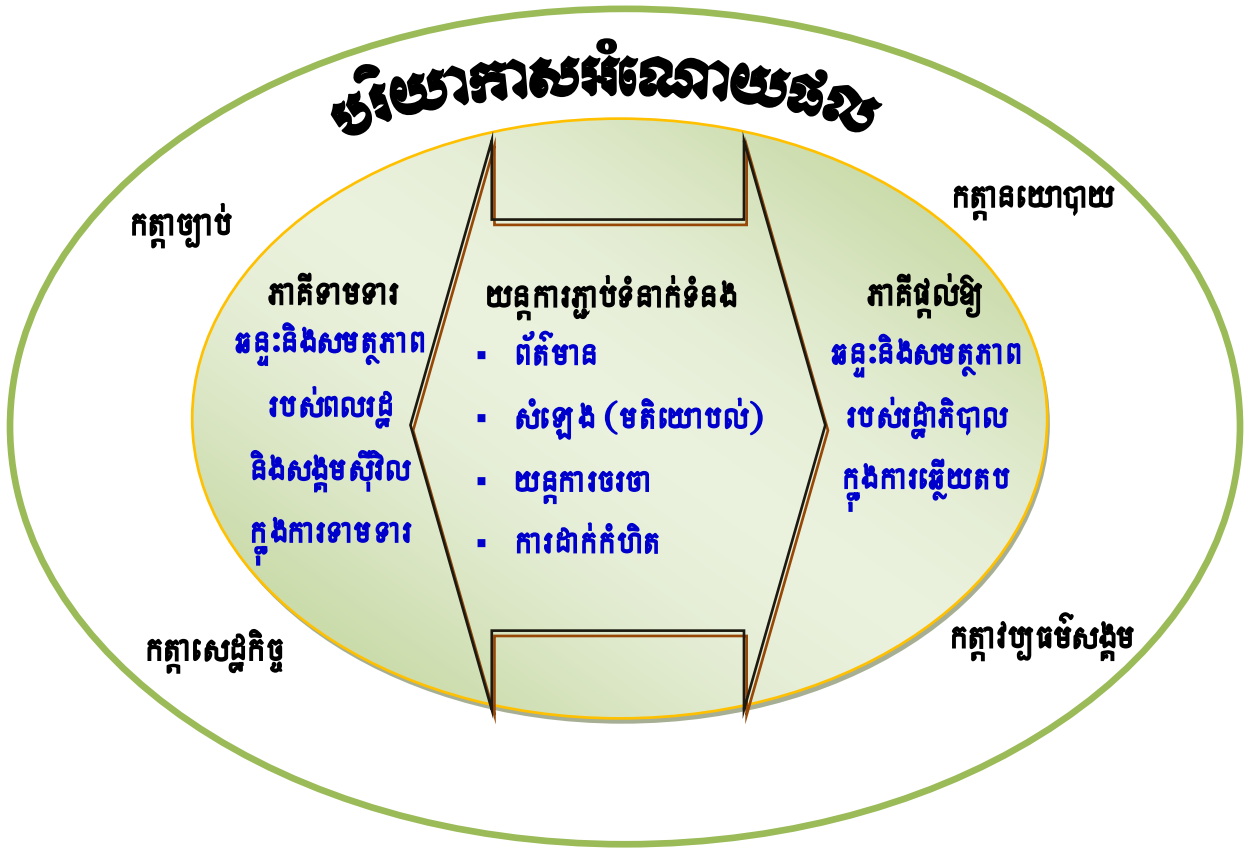 បរិយាកាសអំណោយផល
កត្តាច្បាប់
កត្តានយោបាយ
ភាគីទាមទារ
ឆន្ទៈនិងសមត្ថភាព
របស់ពលរដ្ឋ
និងសង្គមស៊ីវិល
ក្នុងការទាមទារ
យន្តការភ្ជាប់ទំនាក់ទំនង
▪ ព័ត៌មាន
▪ សំឡេង (មតិយោបល់)
▪ យន្តការចរចា
▪ ការដាក់កំហិត
ភាគីផ្តល់ឱ្យ
ឆន្ទៈនិងសមត្ថភាព
របស់រដ្ឋាភិបាល
ក្នុងការឆ្លើយតប
កត្តាសេដ្ឋកិច្ច
កត្តាវប្បធម៌សង្គម